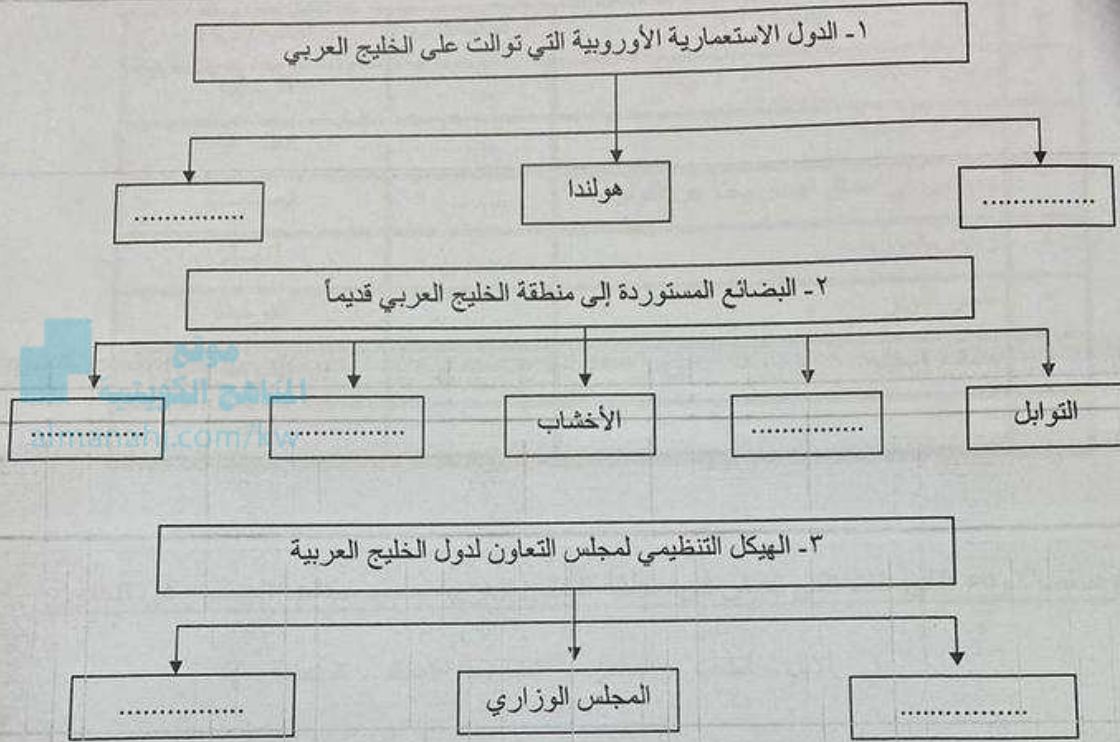 ١- الدول الاستعمارية الأوروبية التي توالت على الخليج العربي
............... هولندا ...............
٢- البضائع المستوردة إلى منطقة الخليج العربي قديماً
موقع
المناهج الكويتية
almanahj.com/kw
التوابل ............... الأخشاب ............... ...............
٣- الهيكل التنظيمي لمجلس التعاون لدول الخليج العربية
................ المجلس الوزاري ................